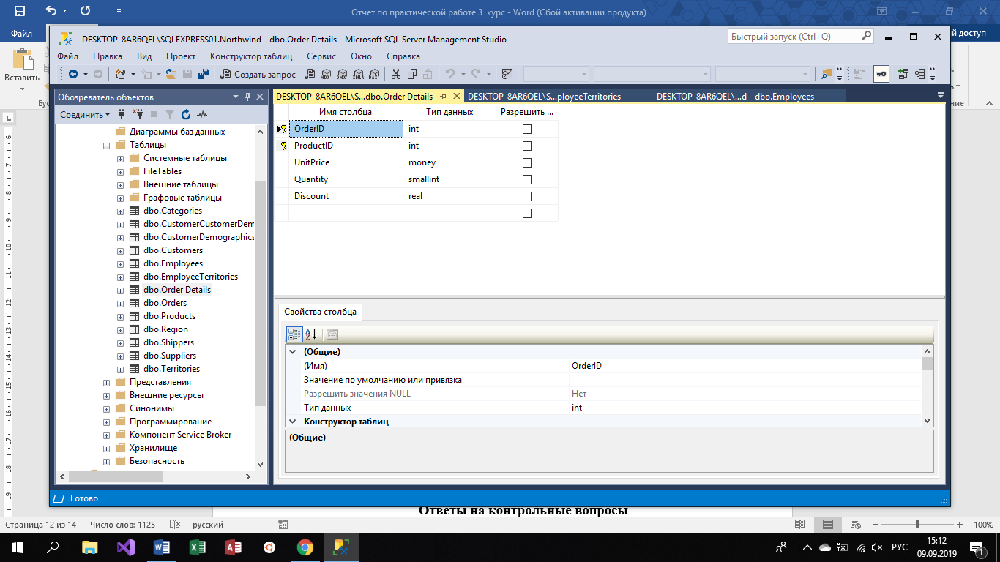 Отчёт по практической работе 3 курс - Word (Сбой активации продукта)
Файл
й доступ
Вставить
DESKTOP-8AR6QEL\SQLEXPRESS01.Northwind - dbo.Order Details - Microsoft SQL Server Management Studio
Быстрый запуск (Ctrl+Q)
Файл Правка Вид Проект Конструктор таблиц Сервис Окно Справка
Создать запрос MDX DMX XMLA DAX
Обозреватель объектов
DESKTOP-8AR6QEL\S...dbo.Order Details
DESKTOP-8AR6QEL\S...ployeeTerritories
DESKTOP-8AR6QEL\...d - dbo.Employees
Соединить
Диаграммы баз данных
Таблицы
Системные таблицы
FileTables
Внешние таблицы
Графовые таблицы
dbo.Categories
dbo.CustomerCustomerDem
dbo.CustomerDemographics
dbo.Customers
dbo.Employees
dbo.EmployeeTerritories
dbo.Order Details
dbo.Orders
dbo.Products
dbo.Region
dbo.Shippers
dbo.Suppliers
dbo.Territories
Представления
Внешние ресурсы
Синонимы
Программирование
Компонент Service Broker
Хранилище
Безопасность
Имя столбца Тип данных Разрешить ...
OrderID int
ProductID int
UnitPrice money
Quantity smallint
Discount real
Свойства столбца
(Общие)
(Имя) OrderID
Значение по умолчанию или привязка
Разрешить значения NULL Нет
Тип данных int
Конструктор таблиц
(Общие)
Готово
Ответы на контрольные вопросы
Страница 12 из 14 Число слов: 1125 русский 100%
РУС 15:12
09.09.2019
1